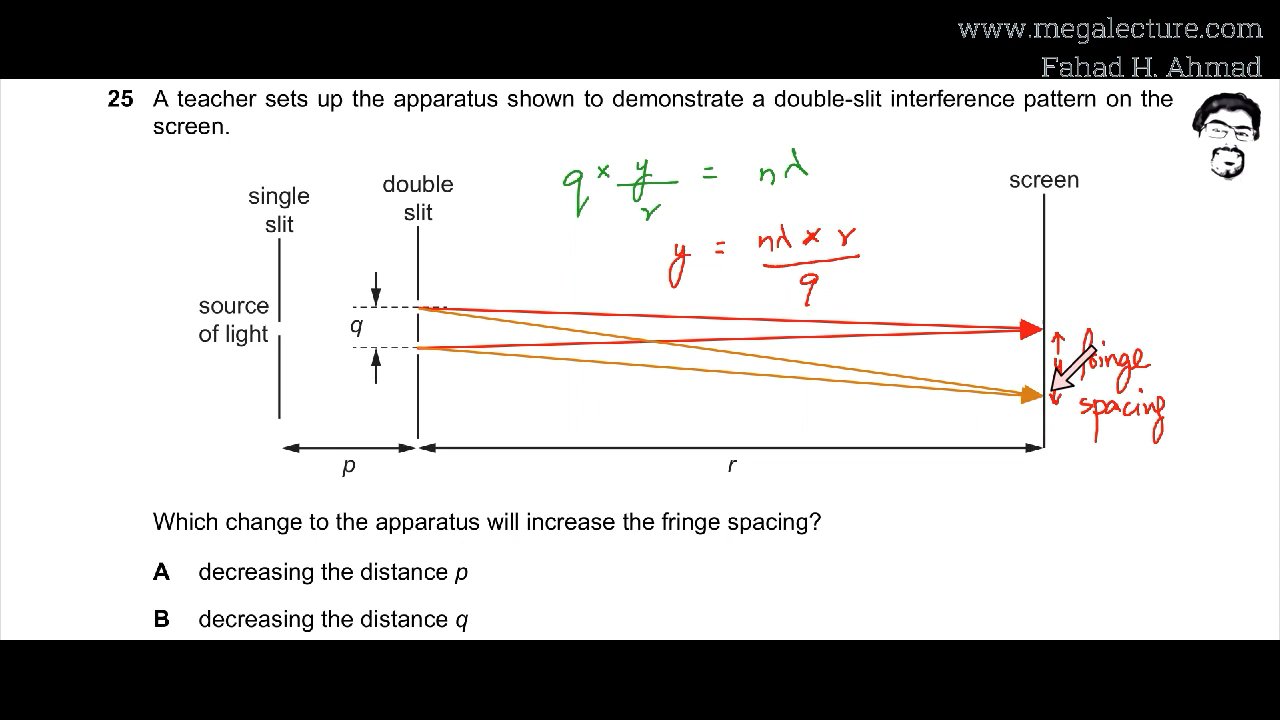 www.megalecture.com
Fahad H. Ahmad
25 A teacher sets up the apparatus shown to demonstrate a double-slit interference pattern on the
screen.
q × y/r = nλ
y = nλ × r / q
single
slit
double
slit
screen
source
of light
q
fringe
spacing
p
r
Which change to the apparatus will increase the fringe spacing?
A decreasing the distance p
B decreasing the distance q